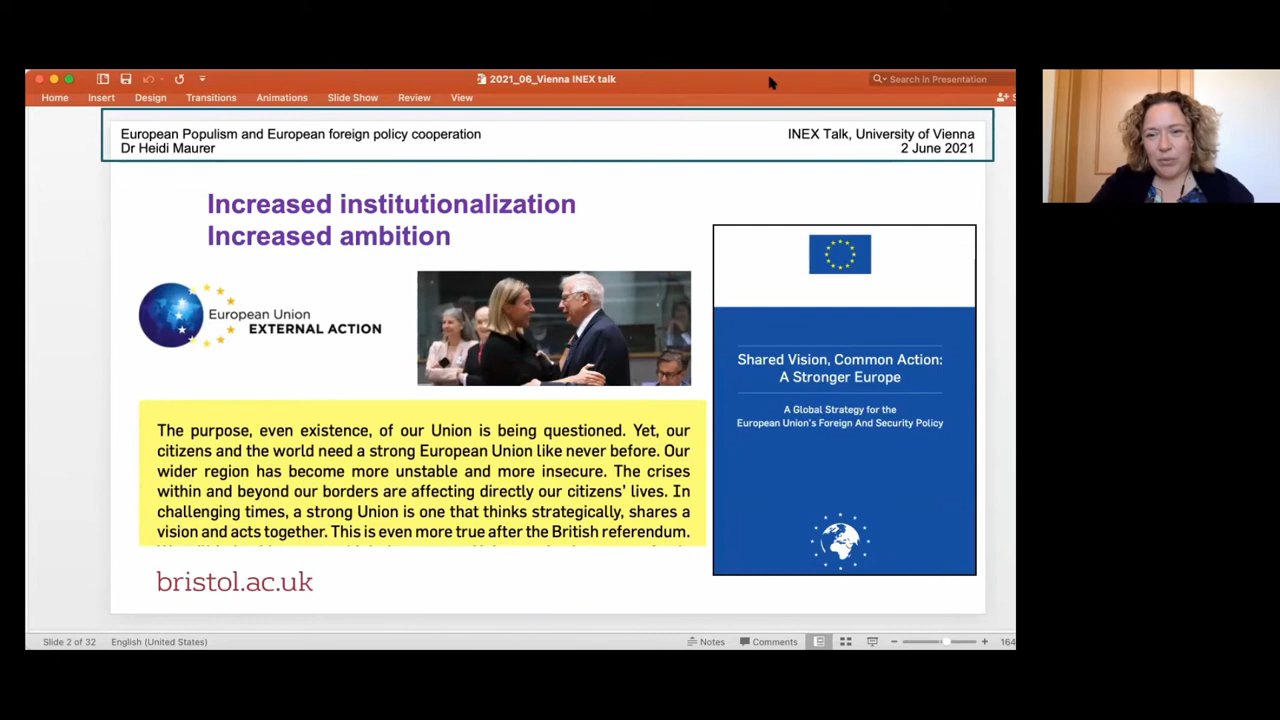 2021_06_Vienna INEX talk
Search in Presentation
Home Insert Design Transitions Animations Slide Show Review View
European Populism and European foreign policy cooperation
Dr Heidi Maurer
INEX Talk, University of Vienna
2 June 2021
Increased institutionalization
Increased ambition
European Union
EXTERNAL ACTION
The purpose, even existence, of our Union is being questioned. Yet, our
citizens and the world need a strong European Union like never before. Our
wider region has become more unstable and more insecure. The crises
within and beyond our borders are affecting directly our citizens’ lives. In
challenging times, a strong Union is one that thinks strategically, shares a
vision and acts together. This is even more true after the British referendum.
Shared Vision, Common Action:
A Stronger Europe
A Global Strategy for the
European Union’s Foreign And Security Policy
bristol.ac.uk
Slide 2 of 32 English (United States) Notes Comments 164